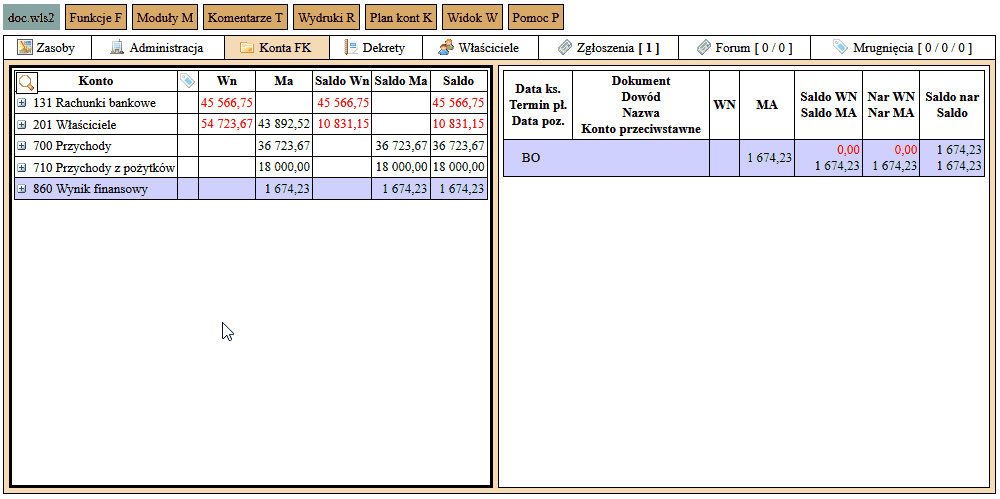 doc.wls2 Funkcje F Moduły M Komentarze T Wydruki R Plan kont K Widok W Pomoc P
Zasoby Administracja Konta FK Dekrety Właściciele Zgłoszenia [ 1 ] Forum [ 0 / 0 ] Mrugnięcia [ 0 / 0 / 0 ]
Konto Wn Ma Saldo Wn Saldo Ma Saldo
131 Rachunki bankowe 45 566,75 45 566,75 45 566,75
201 Właściciele 54 723,67 43 892,52 10 831,15 10 831,15
700 Przychody 36 723,67 36 723,67 36 723,67
710 Przychody z pożytków 18 000,00 18 000,00 18 000,00
860 Wynik finansowy 1 674,23 1 674,23 1 674,23
Data ks.
Termin pł.
Data poz.
Dokument
Dowód
Nazwa
Konto przeciwstawne
WN
MA
Saldo WN
Saldo MA
Nar WN
Nar MA
Saldo nar
Saldo
BO
1 674,23
0,00
1 674,23
0,00
1 674,23
1 674,23
1 674,23